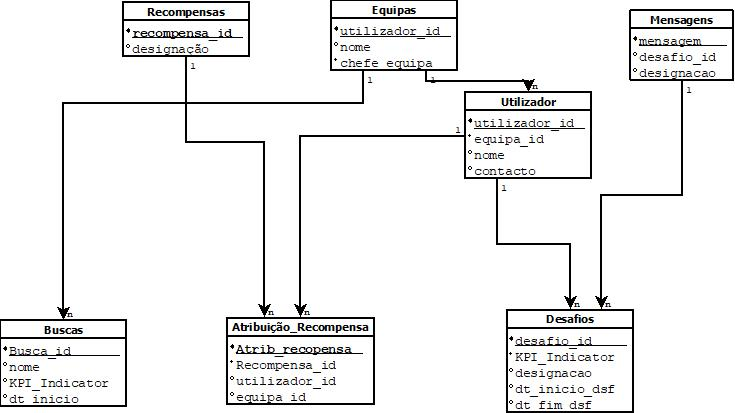 Recompensas
recompensa_id
designação
1
Equipas
utilizador_id
nome
chefe_equipa
1
1
n
Mensagens
mensagem
desafio_id
designacao
1
Utilizador
utilizador_id
equipa_id
nome
contacto
1
1
n
Buscas
Busca_id
nome
KPI_Indicator
dt_inicio
n
n
Atribuição_Recompensa
Atrib_recopensa
Recompensa_id
utilizador_id
equipa_id
n
n
Desafios
desafio_id
KPI_Indicator
designacao
dt_inicio_dsf
dt_fim_dsf